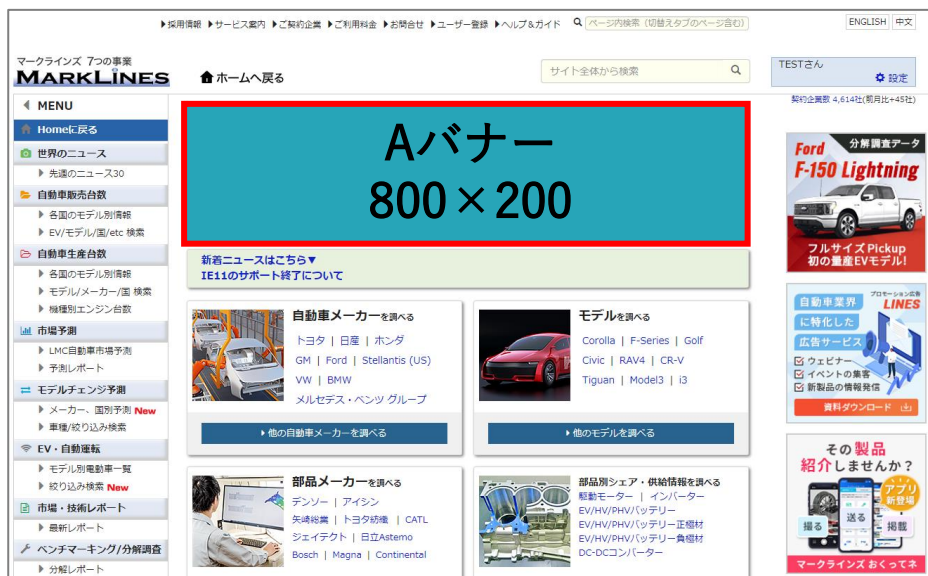 採用情報 サービス案内 ご契約企業 ご利用料金 お問合せ ユーザー登録 ヘルプ&ガイド ページ内検索（切替えタブのページ含む） ENGLISH 中文
マークラインズ 7つの事業
MARKLINES
ホームへ戻る
サイト全体から検索
TESTさん
設定
契約企業数 4,614社(前月比+45社)
MENU
Homeに戻る
世界のニュース
先週のニュース30
自動車販売台数
各国のモデル別情報
EV/モデル/国/etc 検索
自動車生産台数
各国のモデル別情報
モデル/メーカー/国 検索
機種別エンジン台数
市場予測
LMC自動車市場予測
予測レポート
モデルチェンジ予測
メーカー、国別予測 New
車種/絞り込み検索
EV・自動運転
モデル別電動車一覧
絞り込み検索 New
市場・技術レポート
最新レポート
ベンチマーキング/分解調査
分解レポート
Aバナー
800×200
新着ニュースはこちら▼
IE11のサポート終了について
自動車メーカーを調べる
トヨタ | 日産 | ホンダ
GM | Ford | Stellantis (US)
VW | BMW
メルセデス・ベンツ グループ
他の自動車メーカーを調べる
モデルを調べる
Corolla | F-Series | Golf
Civic | RAV4 | CR-V
Tiguan | Model3 | i3
他のモデルを調べる
部品メーカーを調べる
デンソー | アイシン
矢崎総業 | トヨタ紡織 | CATL
ジェイテクト | 日立Astemo
Bosch | Magna | Continental
部品別シェア・供給情報を調べる
駆動モーター | インバーター
EV/HV/PHVバッテリー
EV/HV/PHVバッテリー正極材
EV/HV/PHVバッテリー負極材
DC-DCコンバーター
分解調査データ
Ford
F-150 Lightning
フルサイズ Pickup
初の量産EVモデル!
プロモーション広告
LINES
自動車業界
に特化した
広告サービス
ウェビナー
イベントの集客
新製品の情報発信
資料ダウンロード
その製品
紹介しませんか？
アプリ
新登場
撮る
送る
掲載
マークラインズ おくってネ